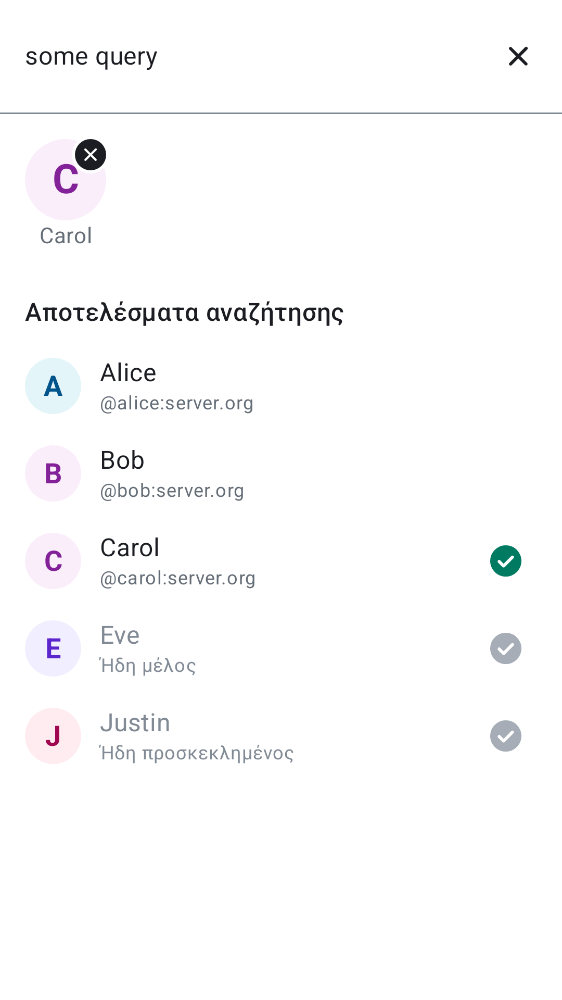 some query
C
Carol
Αποτελέσματα αναζήτησης
A
Alice
@alice:server.org
B
Bob
@bob:server.org
C
Carol
@carol:server.org
E
Eve
Ήδη μέλος
J
Justin
Ήδη προσκεκλημένος